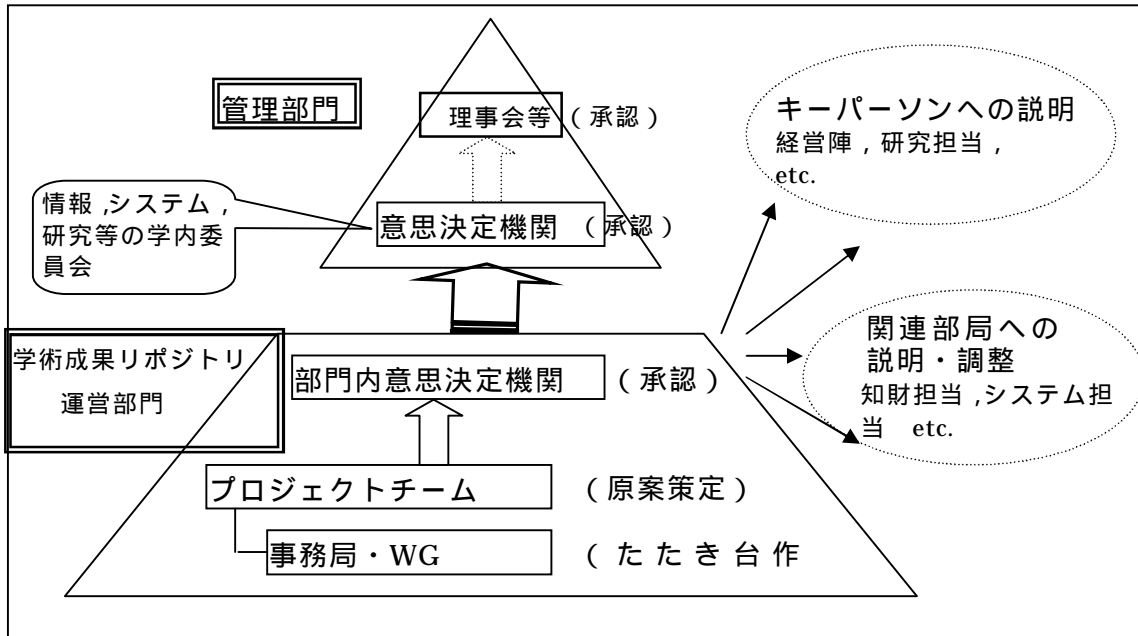 管理部門
理事会等 (承認)
キーパーソンへの説明
経営陣,研究担当,
etc.
情報,システム,
研究等の学内委
員会
意思決定機関 (承認)
学術成果リポジトリ
運営部門
部門内意思決定機関 (承認)
関連部局への
説明・調整
知財担当,システム担
当 etc.
プロジェクトチーム (原案策定)
事務局・WG (たたき台作